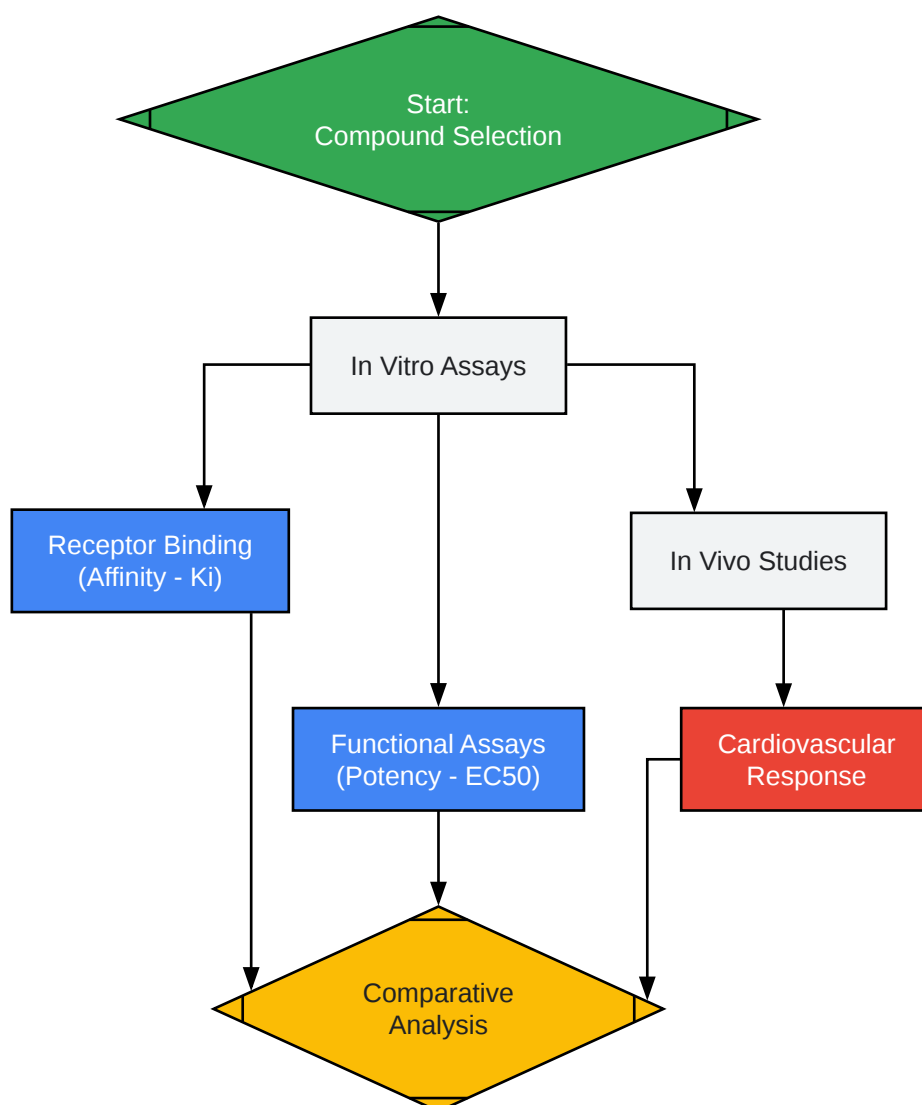 Start:
Compound Selection
In Vitro Assays
Receptor Binding
(Affinity - Ki)
In Vivo Studies
Functional Assays
(Potency - EC50)
Cardiovascular
Response
Comparative
Analysis